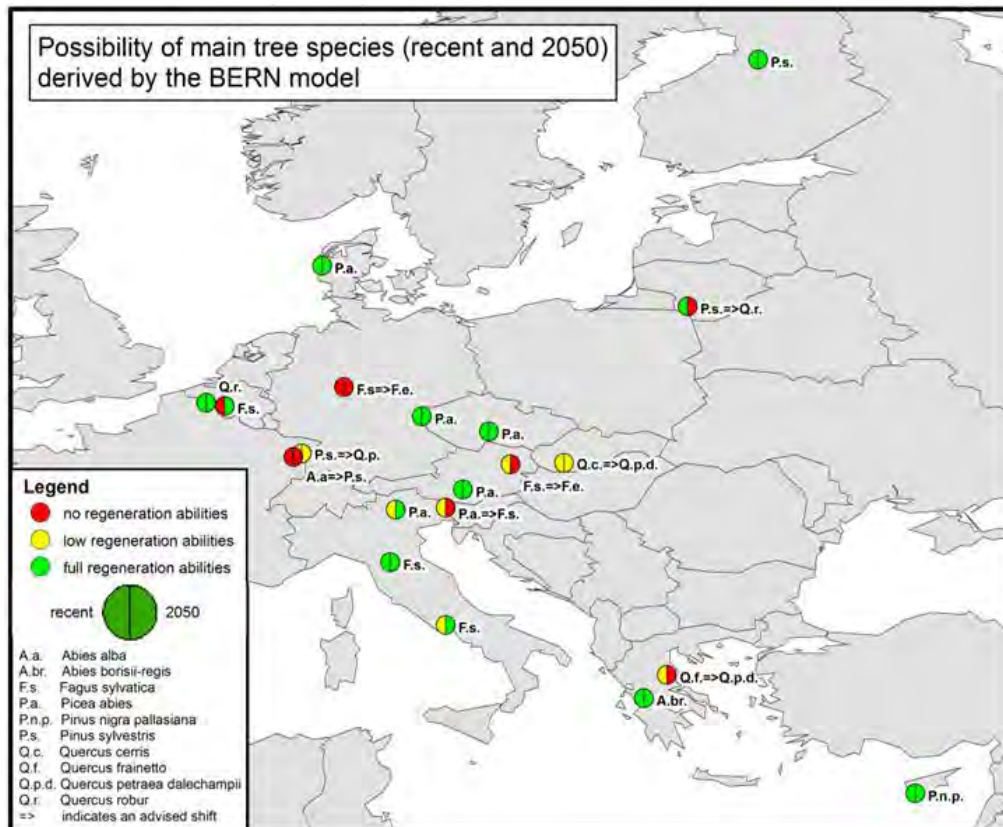 Possibility of main tree species (recent and 2050)
derived by the BERN model
P.s.
P.a.
P.s.=>Q.r.
Q.r.
F.s.
F.s=>F.e.
P.a.
P.a.
P.s.=>Q.p.
A.a=>P.s.
Q.c.=>Q.p.d.
F.s.=>F.e.
P.a.
P.a.
P.a.=>F.s.
F.s.
F.s.
Q.f.=>Q.p.d.
A.br.
P.n.p.
Legend
no regeneration abilities
low regeneration abilities
full regeneration abilities
recent 2050
A.a. Abies alba
A.br. Abies borisii-regis
F.s. Fagus sylvatica
P.a. Picea abies
P.n.p. Pinus nigra pallasiana
P.s. Pinus sylvestris
Q.c. Quercus cerris
Q.f. Quercus frainetto
Q.p.d. Quercus petraea dalechampii
Q.r. Quercus robur
=> indicates an advised shift